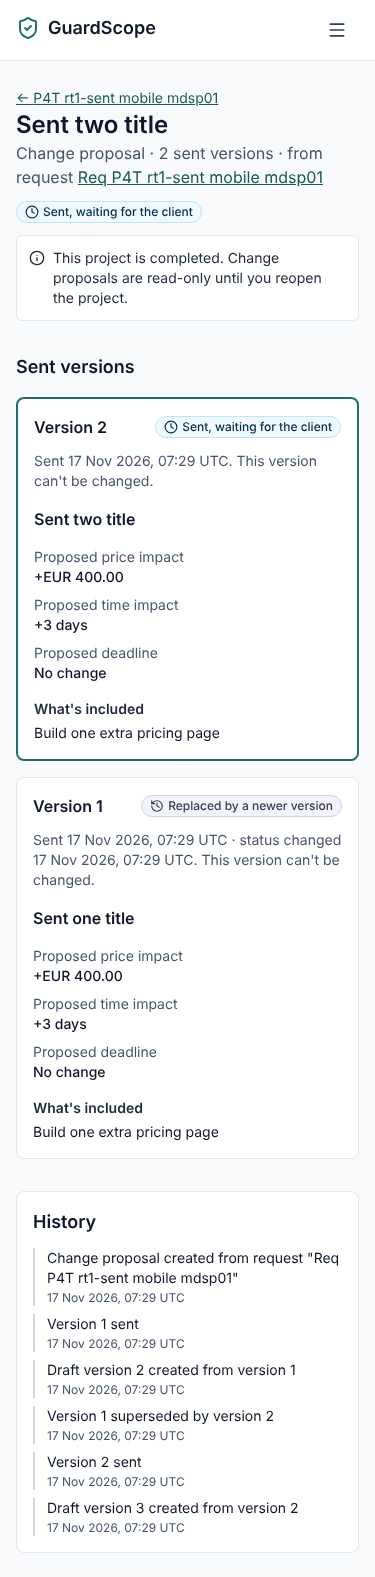 GuardScope
← P4T rt1-sent mobile mdsp01
Sent two title
Change proposal · 2 sent versions · from
request Req P4T rt1-sent mobile mdsp01
Sent, waiting for the client
This project is completed. Change
proposals are read-only until you reopen
the project.
Sent versions
Version 2
Sent, waiting for the client
Sent 17 Nov 2026, 07:29 UTC. This version
can't be changed.
Sent two title
Proposed price impact
+EUR 400.00
Proposed time impact
+3 days
Proposed deadline
No change
What's included
Build one extra pricing page
Version 1
Replaced by a newer version
Sent 17 Nov 2026, 07:29 UTC · status changed
17 Nov 2026, 07:29 UTC. This version can't be
changed.
Sent one title
Proposed price impact
+EUR 400.00
Proposed time impact
+3 days
Proposed deadline
No change
What's included
Build one extra pricing page
History
Change proposal created from request "Req
P4T rt1-sent mobile mdsp01"
17 Nov 2026, 07:29 UTC
Version 1 sent
17 Nov 2026, 07:29 UTC
Draft version 2 created from version 1
17 Nov 2026, 07:29 UTC
Version 1 superseded by version 2
17 Nov 2026, 07:29 UTC
Version 2 sent
17 Nov 2026, 07:29 UTC
Draft version 3 created from version 2
17 Nov 2026, 07:29 UTC